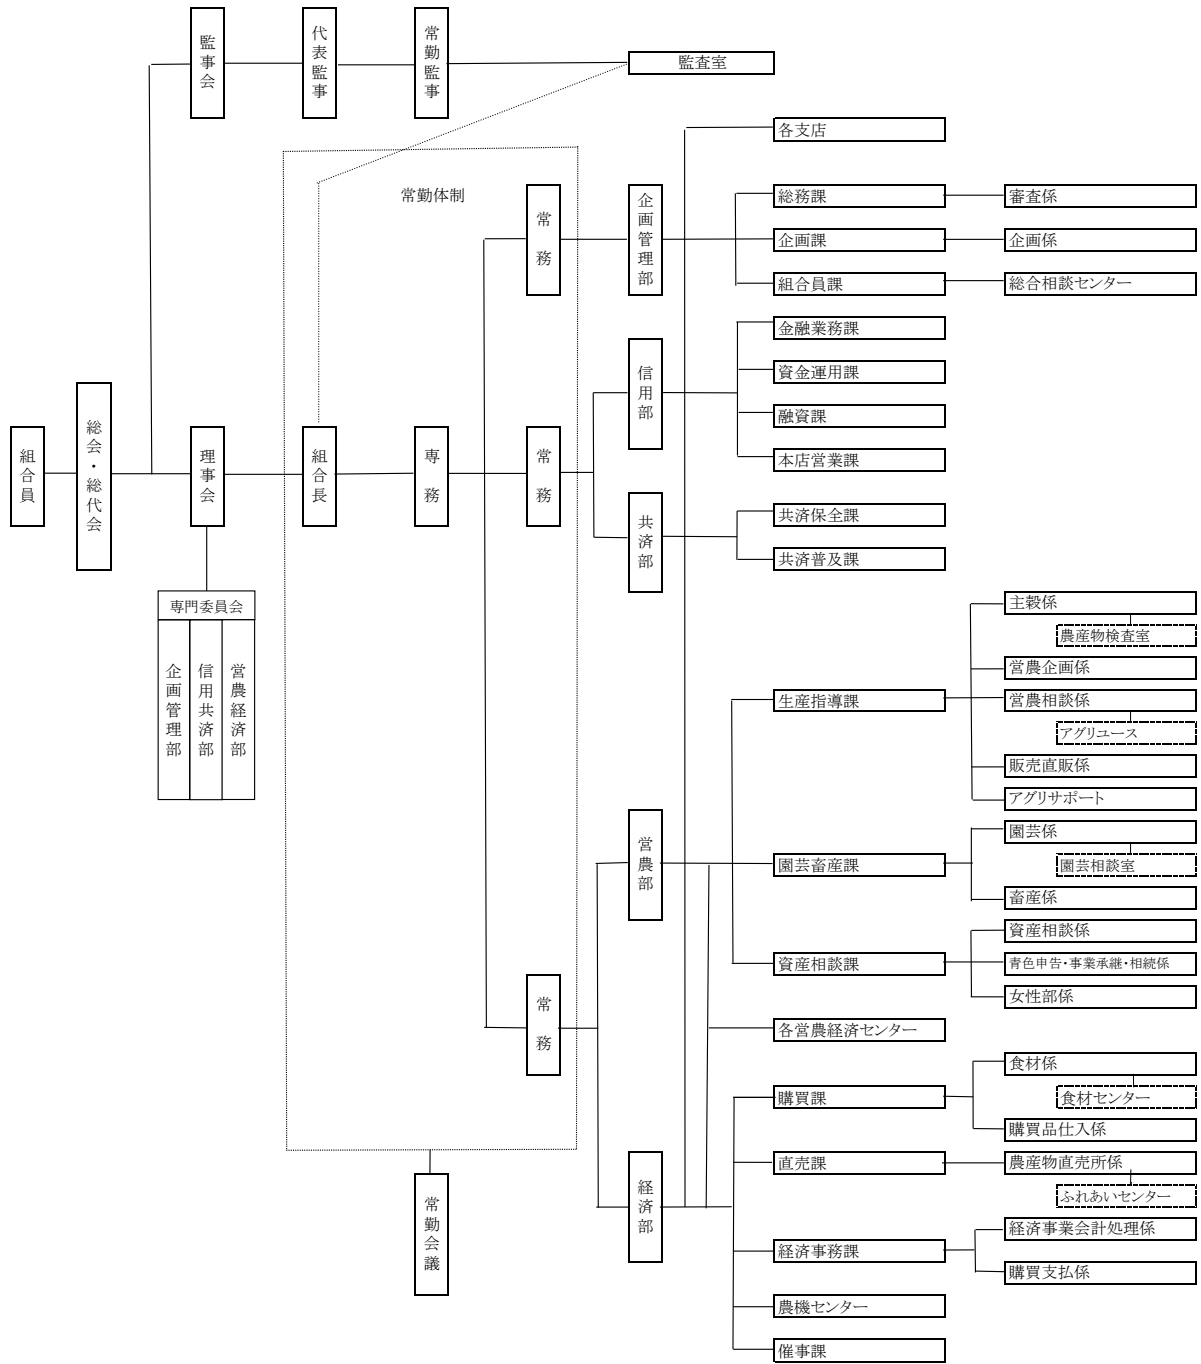 監事会
代表監事
常勤監事
監査室
各支店
常勤体制
常務
企画管理部
総務課
審査係
企画課
企画係
組合員課
総合相談センター
金融業務課
信用部
資金運用課
融資課
本店営業課
組合員
総会・総代会
理事会
組合長
専務
常務
共済部
共済保全課
共済普及課
専門委員会
企画管理部
信用共済部
営農経済部
主穀係
農産物検査室
営農企画係
生産指導課
営農相談係
アグリユース
販売直販係
アグリサポート
営農部
園芸係
園芸畜産課
園芸相談室
畜産係
資産相談係
資産相談課
青色申告・事業承継・相続係
女性部係
常務
各営農経済センター
食材係
購買課
食材センター
購買品仕入係
直売課
農産物直売所係
ふれあいセンター
経済部
常勤会議
経済事業会計処理係
経済事務課
購買支払係
農機センター
催事課